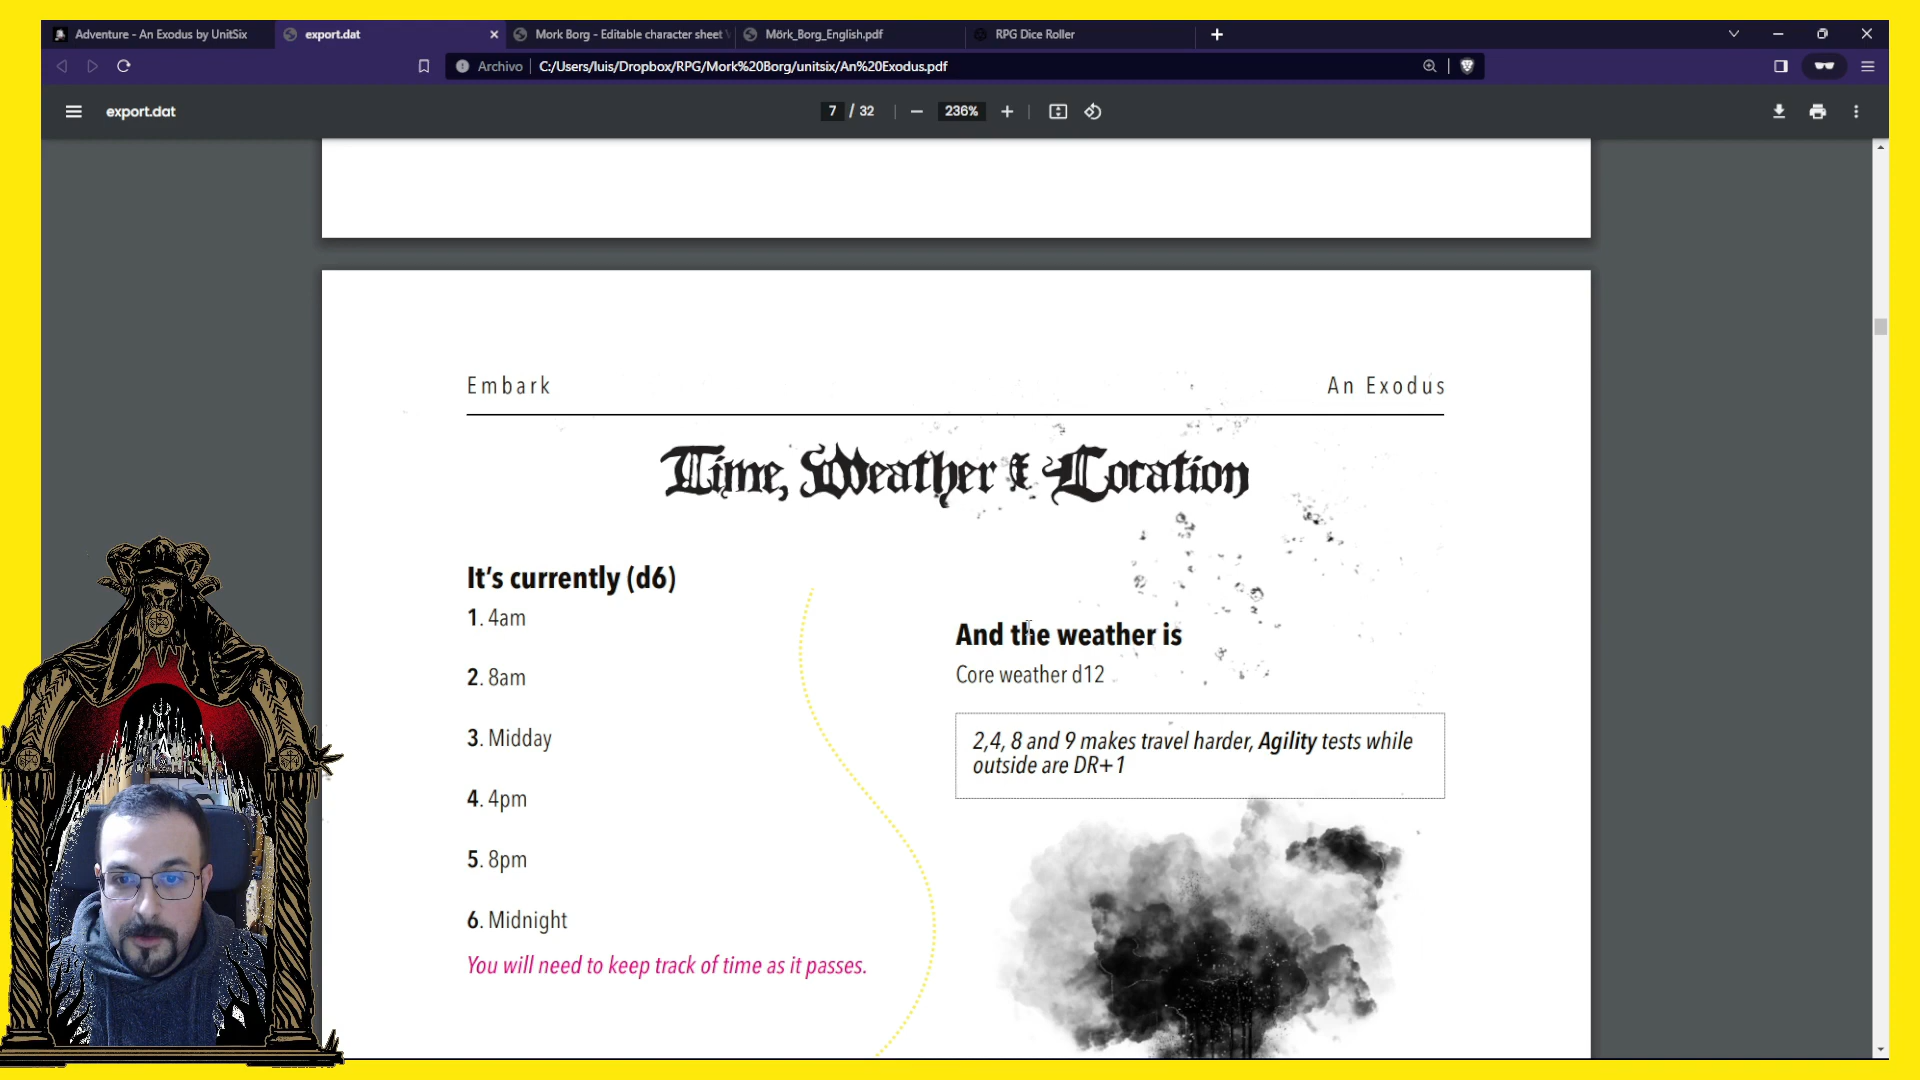 Adventure - An Exodus by UnitSix
export.dat
Mork Borg - Editable character sheet
Mörk_Borg_English.pdf
RPG Dice Roller
Archivo
C:/Users/luis/Dropbox/RPG/Mork%20Borg/unitsix/An%20Exodus.pdf
export.dat
7 / 32
236%
Embark
An Exodus
Time, Weather & Location
It's currently (d6)
1. 4am
2. 8am
3. Midday
4. 4pm
5. 8pm
6. Midnight
You will need to keep track of time as it passes.
And the weather is
Core weather d12
2,4, 8 and 9 makes travel harder, Agility tests while
outside are DR+1